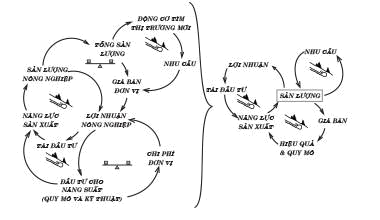 ĐỘNG CƠ TÌM
THỊ TRƯỜNG MỚI
TỔNG SẢN
LƯỢNG
NHU CẦU
SẢN LƯỢNG
NÔNG NGHIỆP
GIÁ BÁN
ĐƠN VỊ
NĂNG LỰC
SẢN XUẤT
LỢI NHUẬN
NÔNG NGHIỆP
TÁI ĐẦU TƯ
CHI PHÍ
ĐƠN VỊ
ĐẦU TƯ CHO
NĂNG SUẤT
(QUY MÔ VÀ KỸ THUẬT)
NHU CẦU
LỢI NHUẬN
TÁI ĐẦU TƯ
SẢN LƯỢNG
NĂNG LỰC
SẢN XUẤT
GIÁ BÁN
HIỆU QUẢ
& QUY MÔ